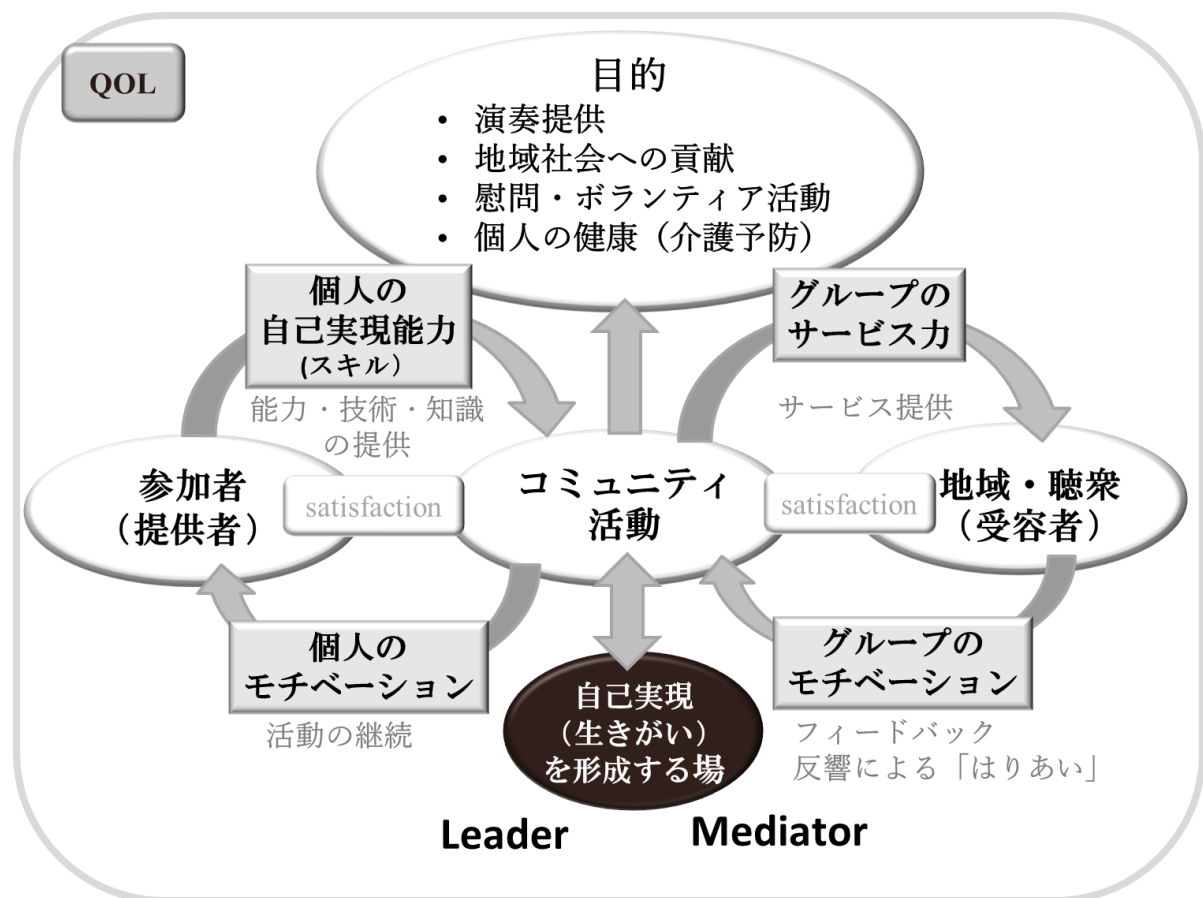 QOL
目的
• 演奏提供
• 地域社会への貢献
• 慰問・ボランティア活動
• 個人の健康（介護予防）
個人の
自己実現能力
(スキル）
グループの
サービス力
能力・技術・知識
の提供
サービス提供
参加者
（提供者）
satisfaction
コミュニティ
活動
satisfaction
地域・聴衆
（受容者）
個人の
モチベーション
活動の継続
自己実現
（生きがい）
を形成する場
グループの
モチベーション
フィードバック
反響による「はりあい」
Leader
Mediator